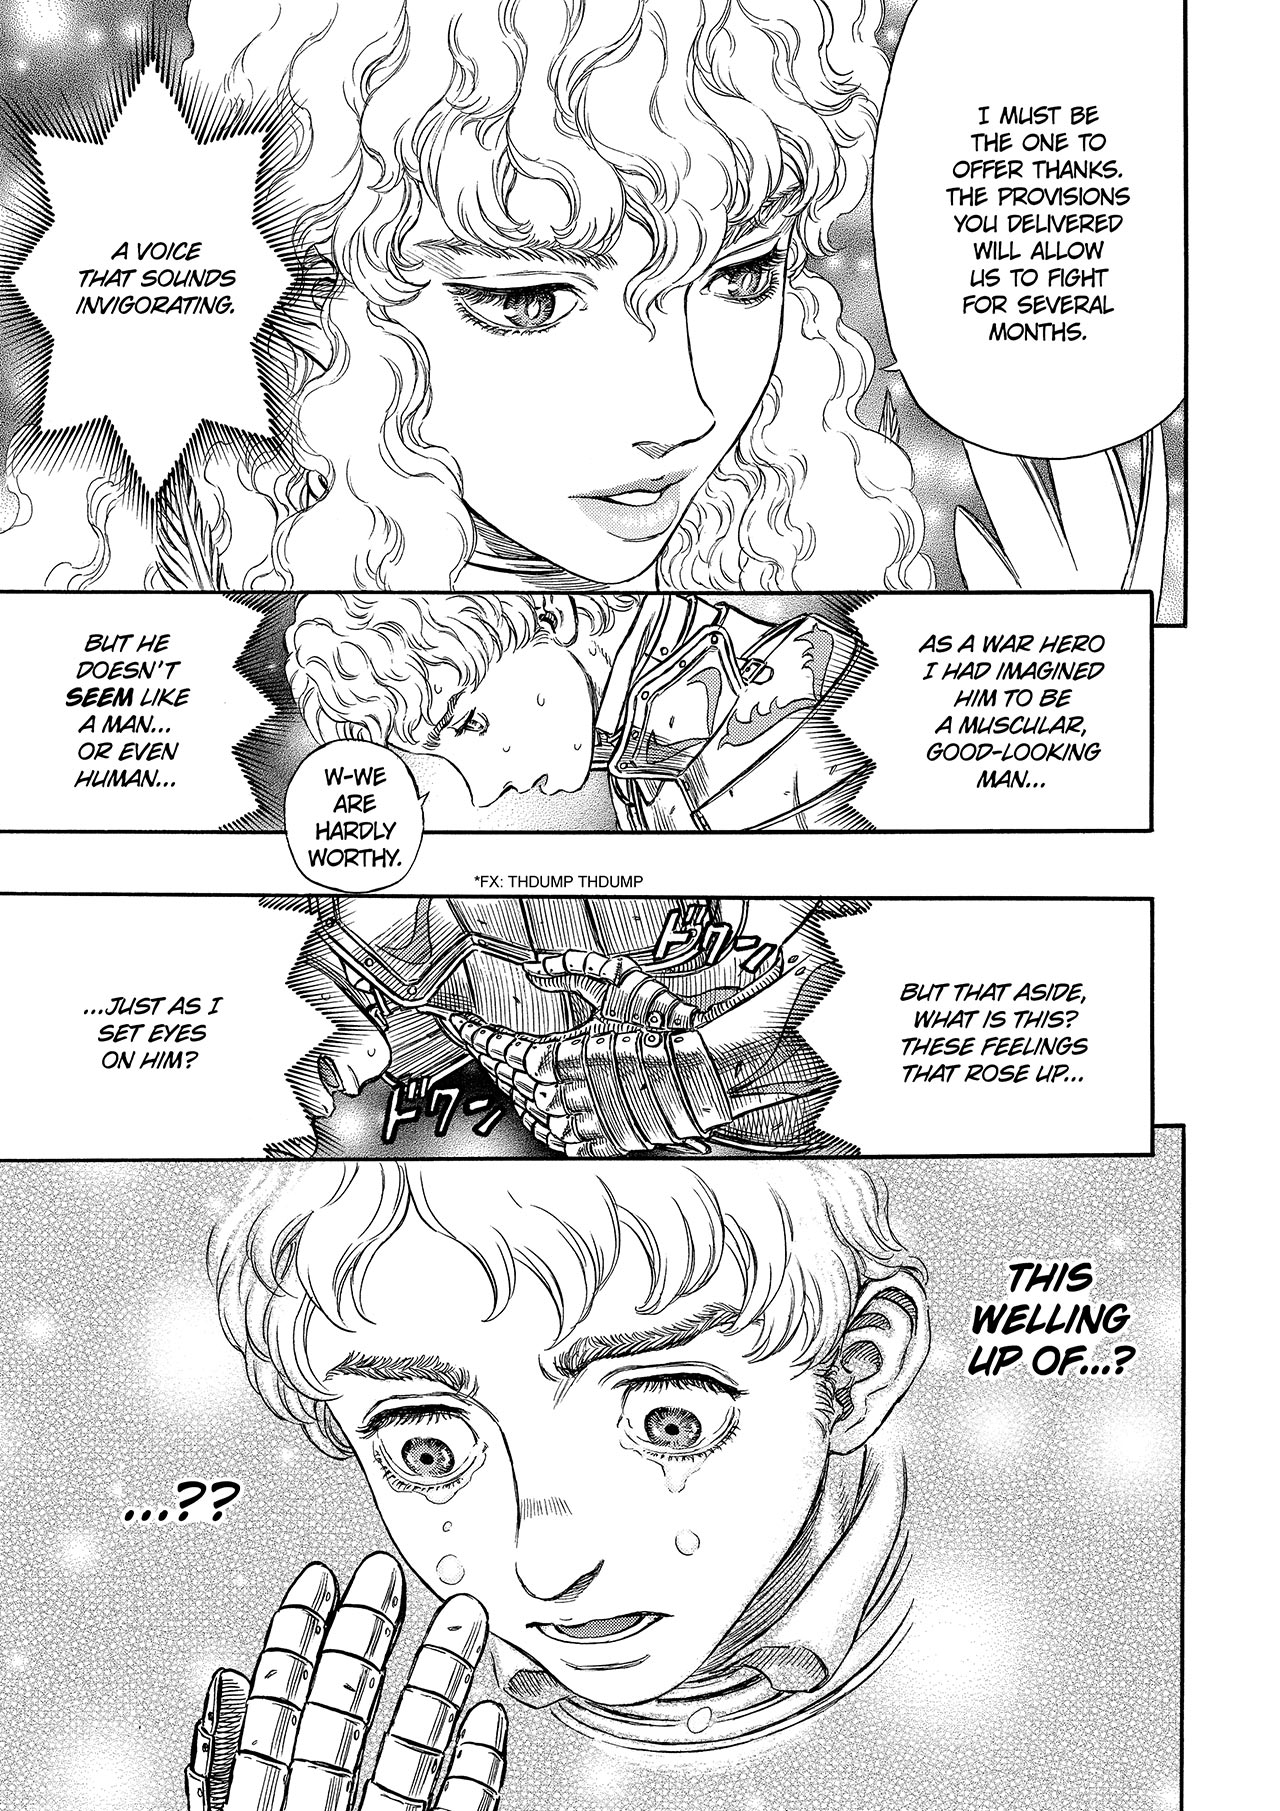 I MUST BE
THE ONE TO
OFFER THANKS.
THE PROVISIONS
YOU DELIVERED
WILL ALLOW
US TO FIGHT
FOR SEVERAL
MONTHS.
A VOICE
THAT SOUNDS
INVIGORATING.
AS A WAR HERO
I HAD IMAGINED
HIM TO BE
A MUSCULAR,
GOOD-LOOKING
MAN...
BUT HE
DOESN'T
SEEM LIKE
A MAN...
OR EVEN
HUMAN...
W-WE
ARE
HARDLY
WORTHY.
*FX: THDUMP THDUMP
BUT THAT ASIDE,
WHAT IS THIS?
THESE FEELINGS
THAT ROSE UP...
ドクン
ドクン
...JUST AS I
SET EYES
ON HIM?
THIS
WELLING
UP OF...?
...??